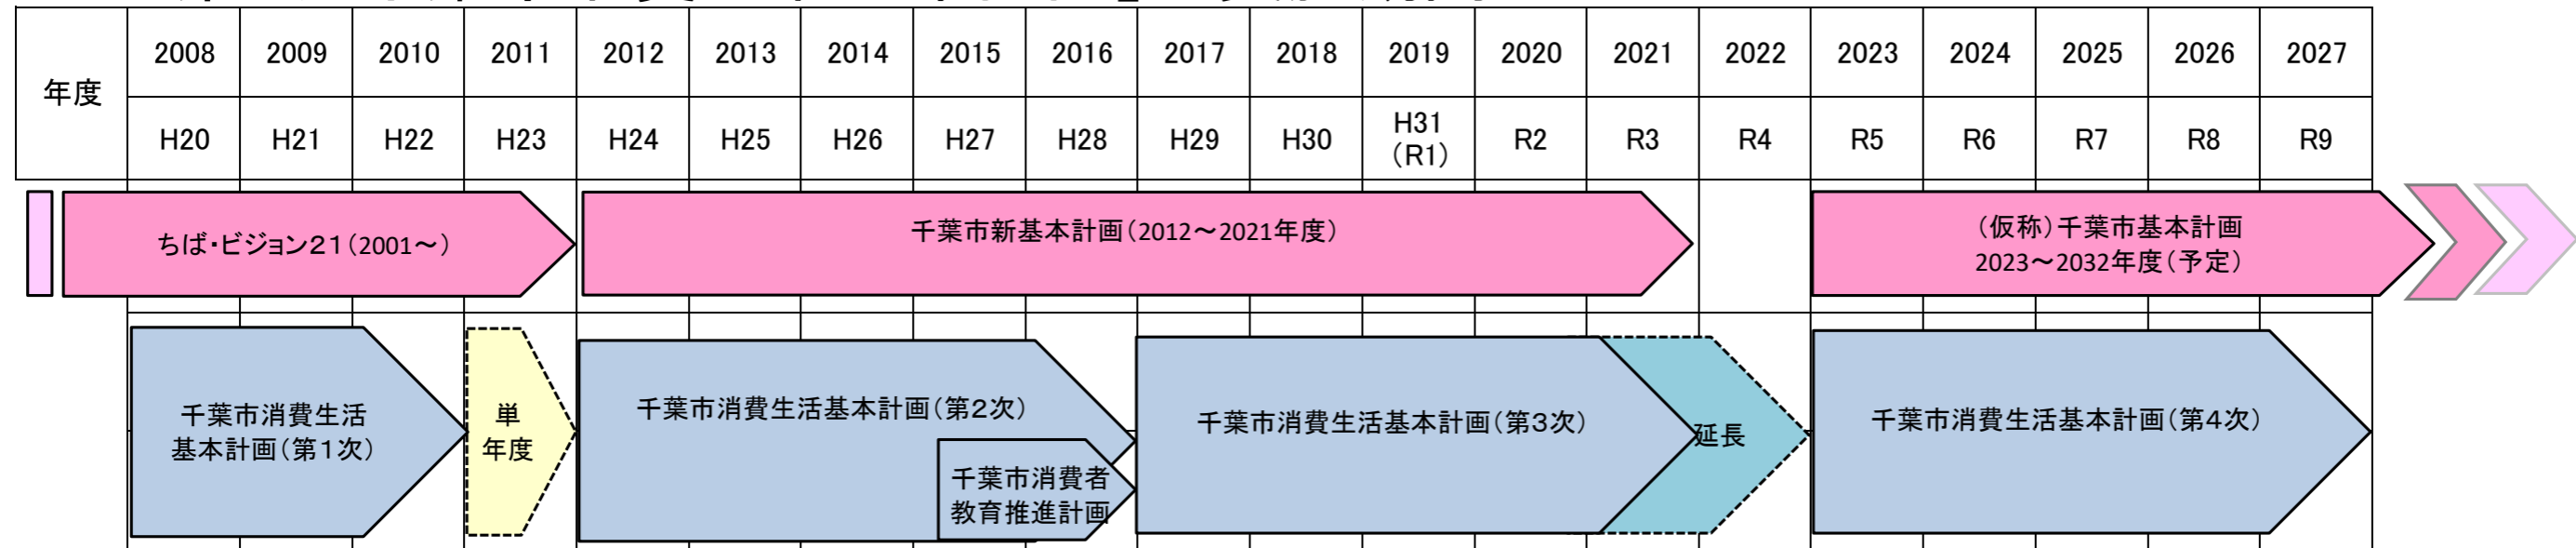 年度
2008 2009 2010 2011 2012 2013 2014 2015 2016 2017 2018 2019 2020 2021 2022 2023 2024 2025 2026 2027
H20 H21 H22 H23 H24 H25 H26 H27 H28 H29 H30 H31 R2 R3 R4 R5 R6 R7 R8 R9
（R1）
ちば・ビジョン２１（2001～）
千葉市新基本計画（2012～2021年度）
（仮称）千葉市基本計画
2023～2032年度（予定）
千葉市消費生活
基本計画（第１次）
単
年度
千葉市消費生活基本計画（第２次）
千葉市消費者
教育推進計画
千葉市消費生活基本計画（第３次）
延長
千葉市消費生活基本計画（第４次）